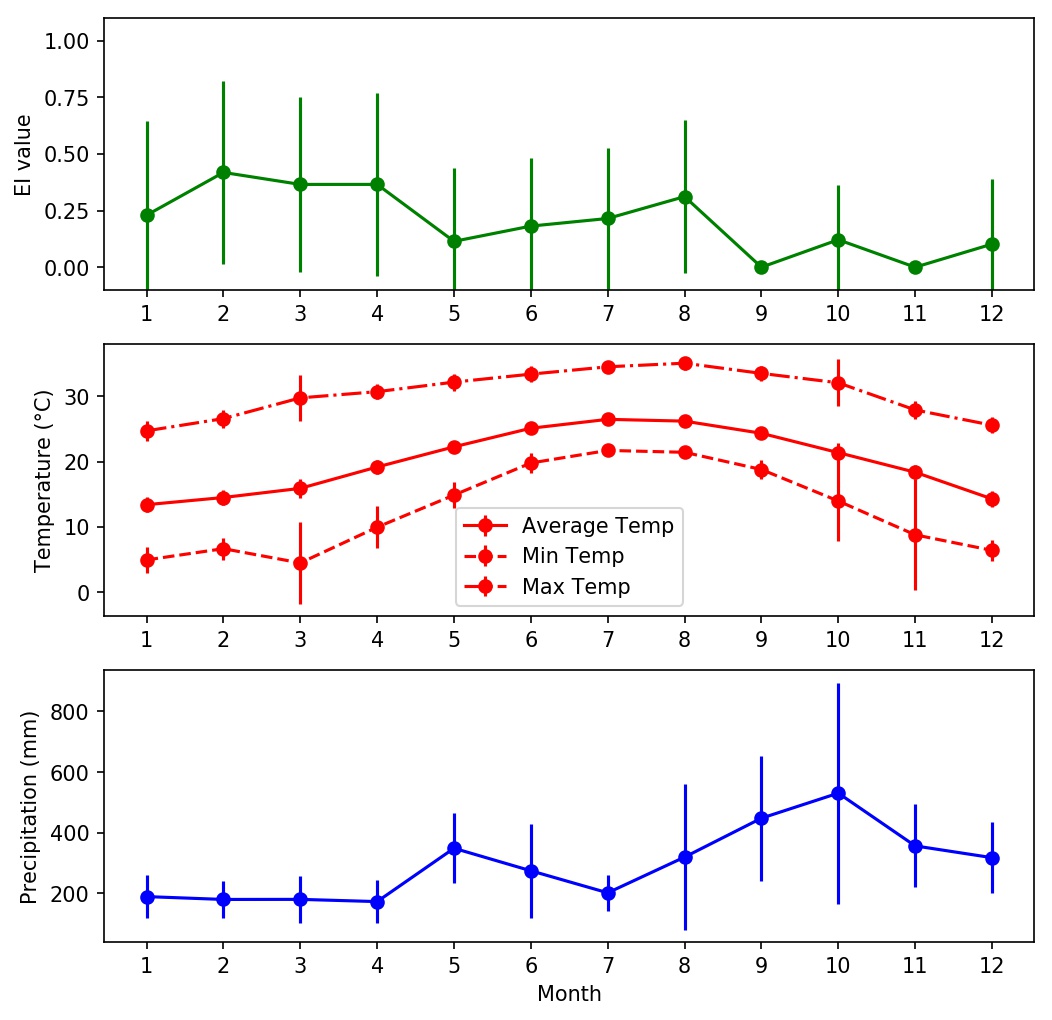 EI value
1.00
0.75
0.50
0.25
0.00
1 2 3 4 5 6 7 8 9 10 11 12
Temperature (°C)
30
20
10
0
Average Temp
Min Temp
Max Temp
1 2 3 4 5 6 7 8 9 10 11 12
Precipitation (mm)
800
600
400
200
1 2 3 4 5 6 7 8 9 10 11 12
Month